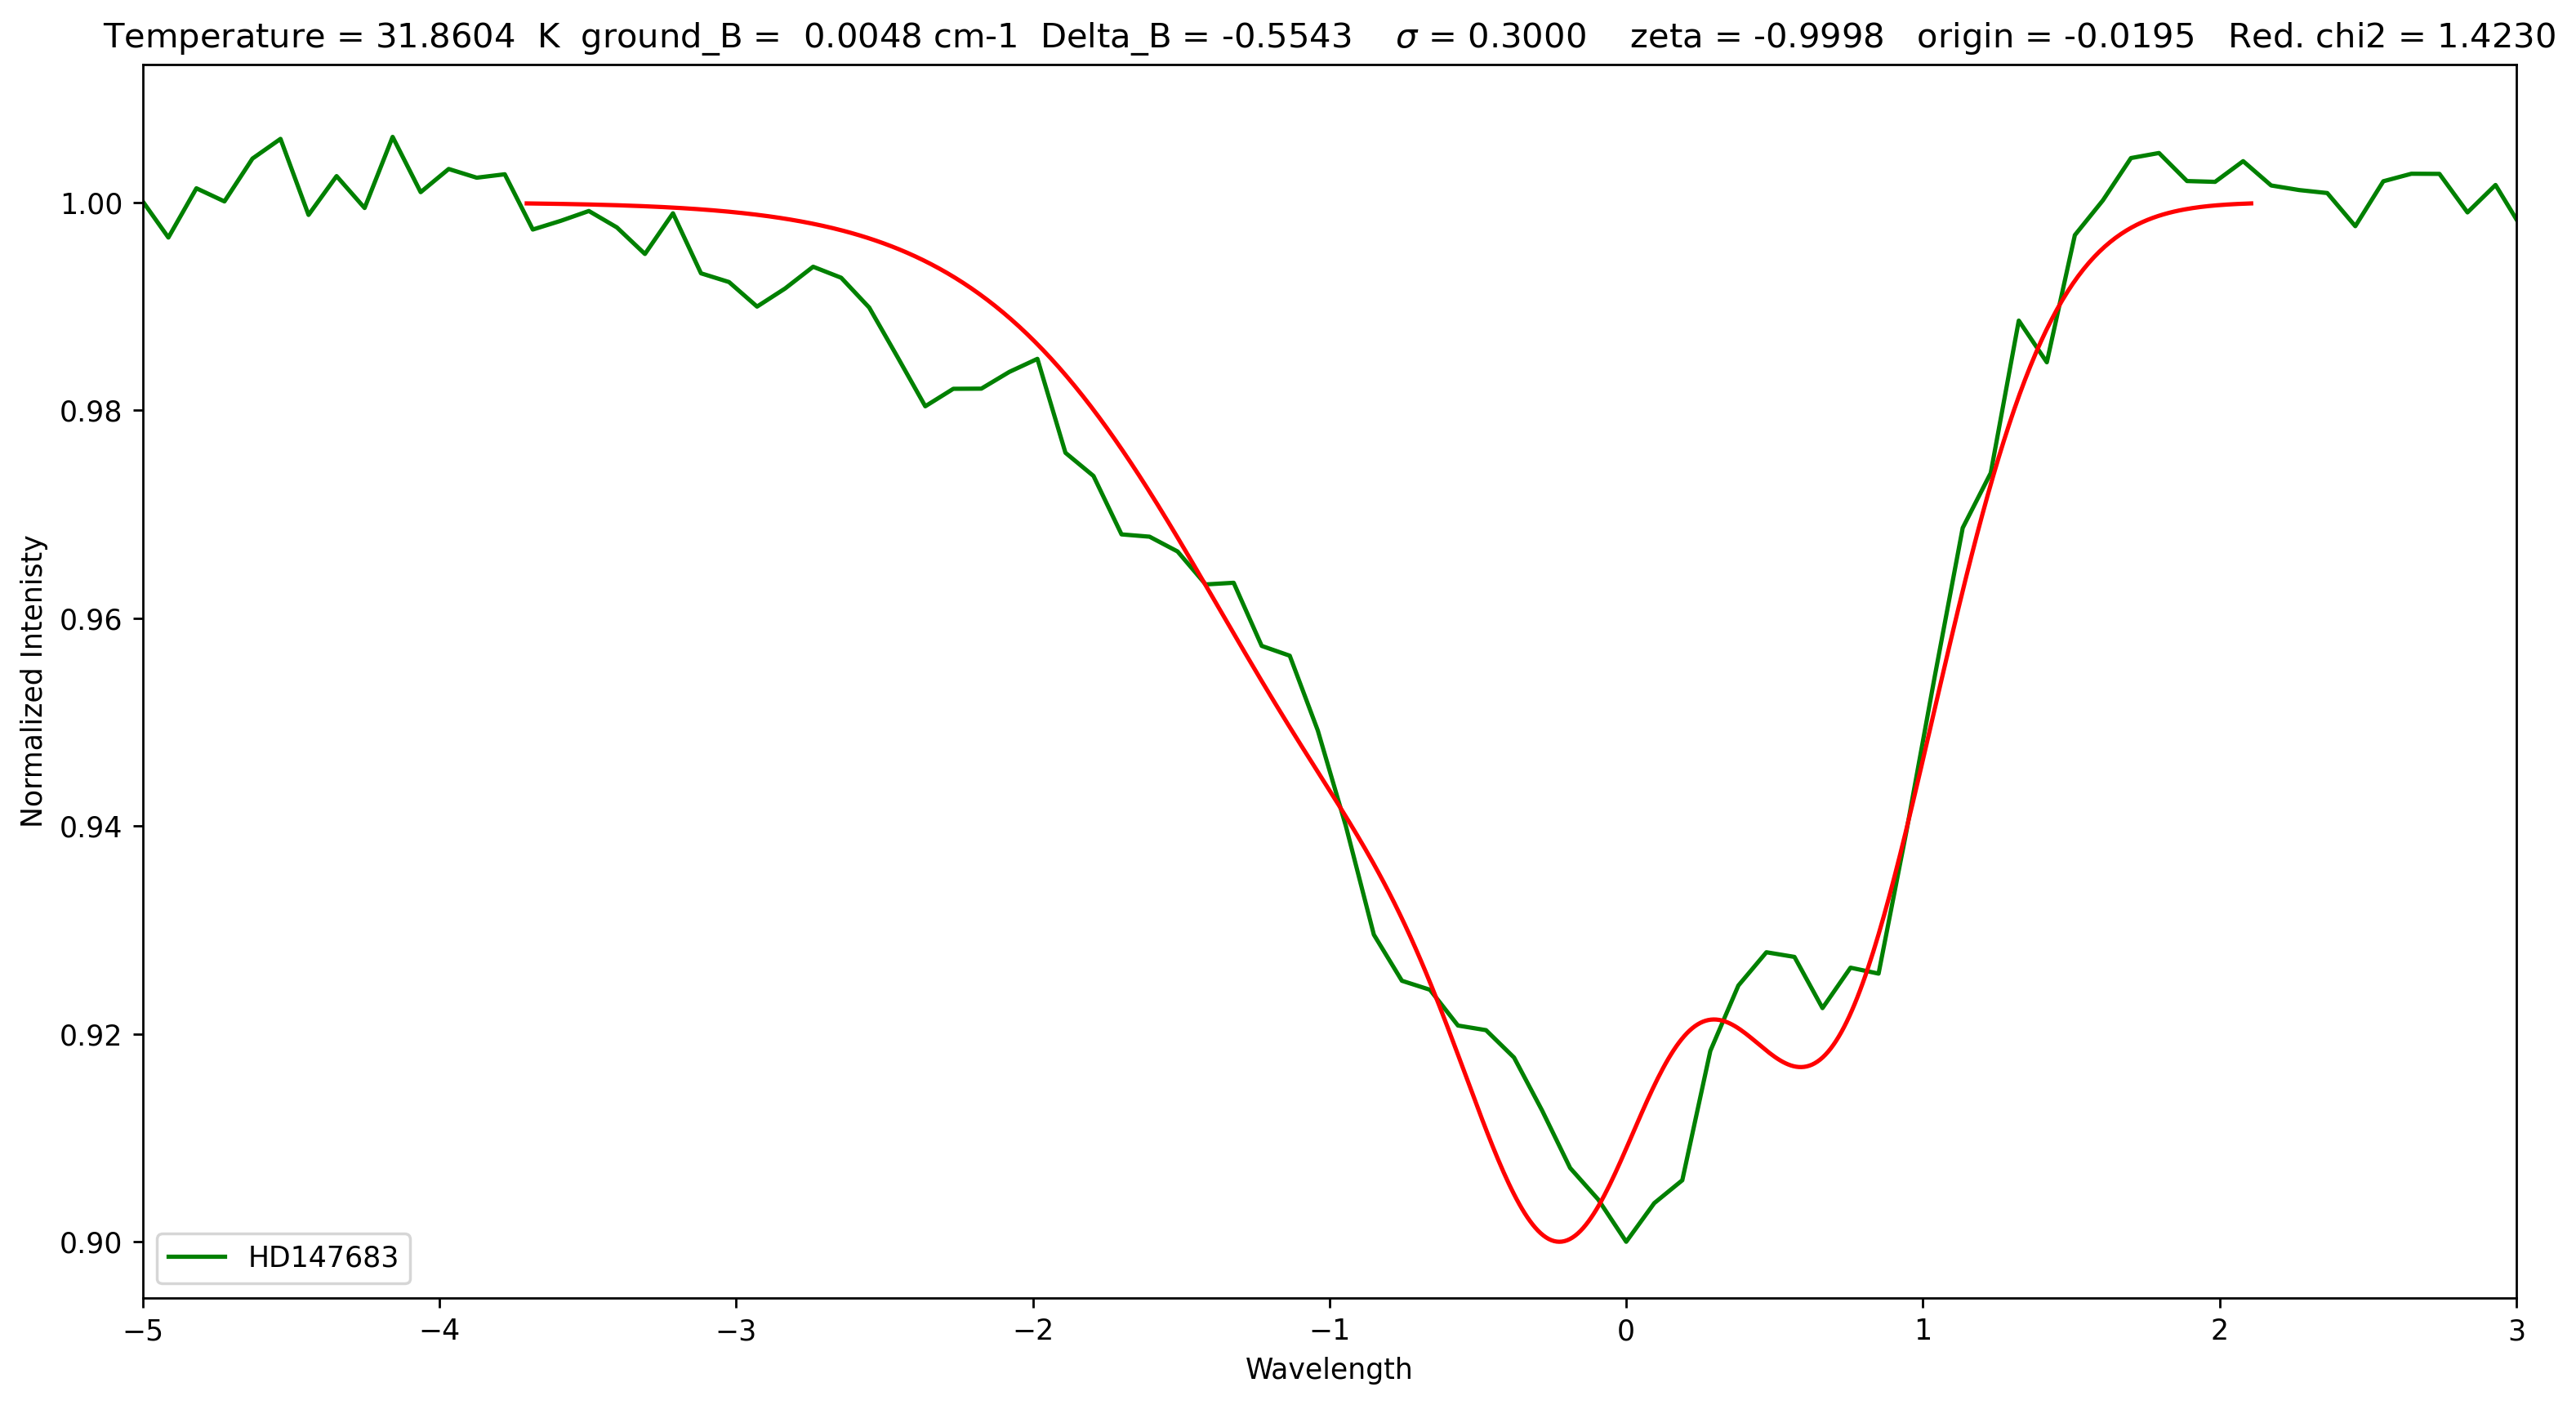 Temperature = 31.8604  K  ground_B =  0.0048 cm-1  Delta_B = -0.5543    σ = 0.3000    zeta = -0.9998   origin = -0.0195   Red. chi2 = 1.4230
Normalized Intenisty
1.00
0.98
0.96
0.94
0.92
0.90
HD147683
−5 −4 −3 −2 −1 0 1 2 3
Wavelength